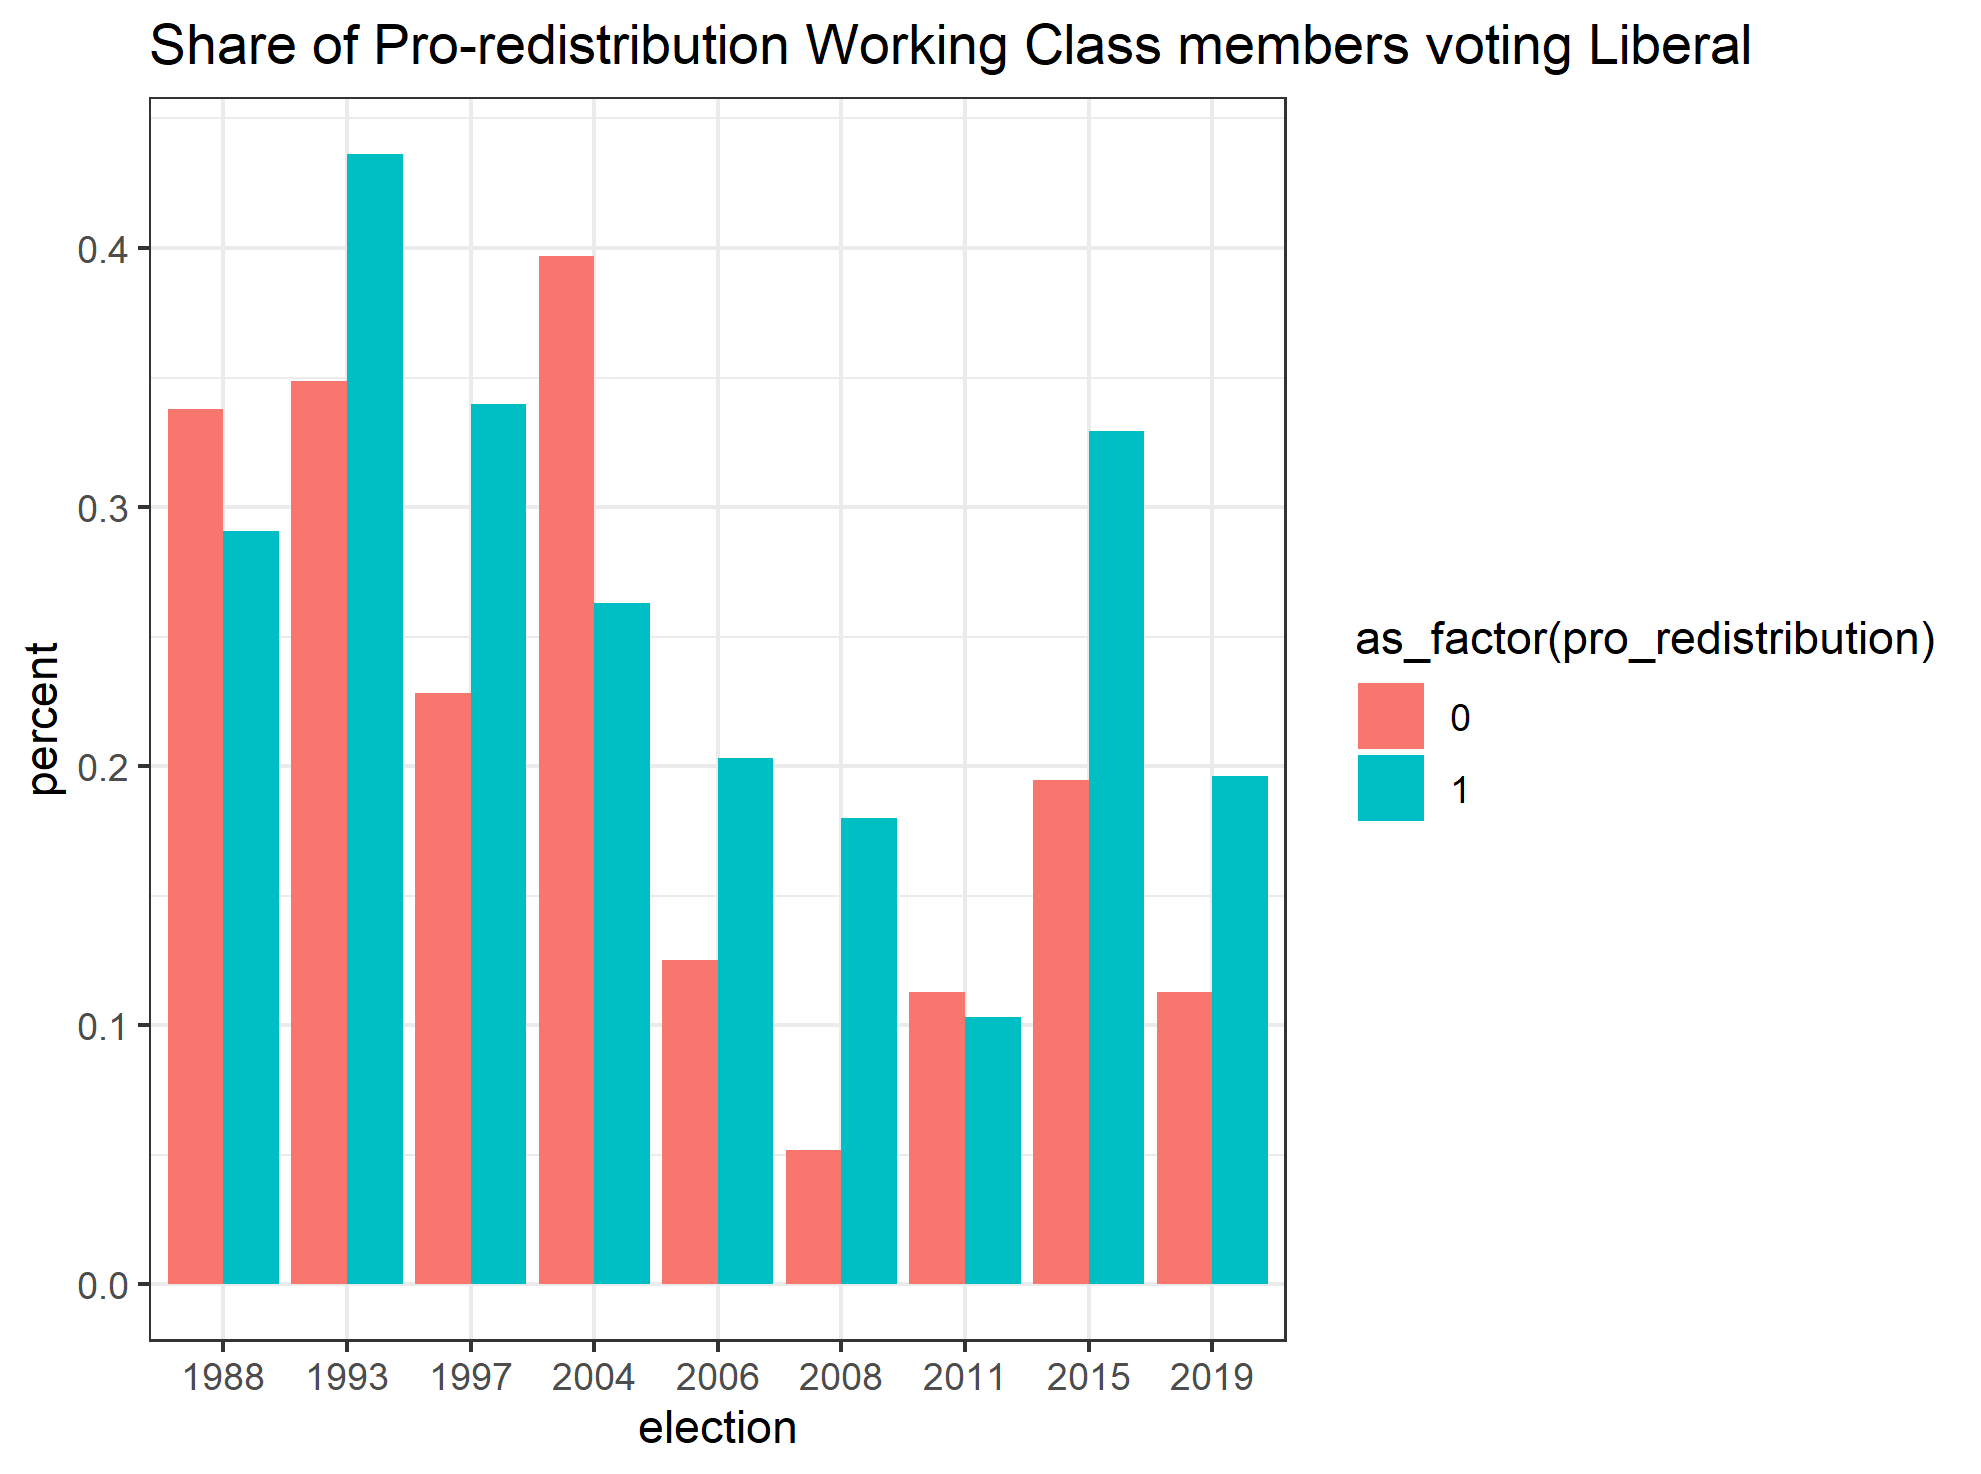 Share of Pro-redistribution Working Class members voting Liberal
percent
0.4
0.3
0.2
0.1
0.0
1988 1993 1997 2004 2006 2008 2011 2015 2019
election
as_factor(pro_redistribution)
0
1